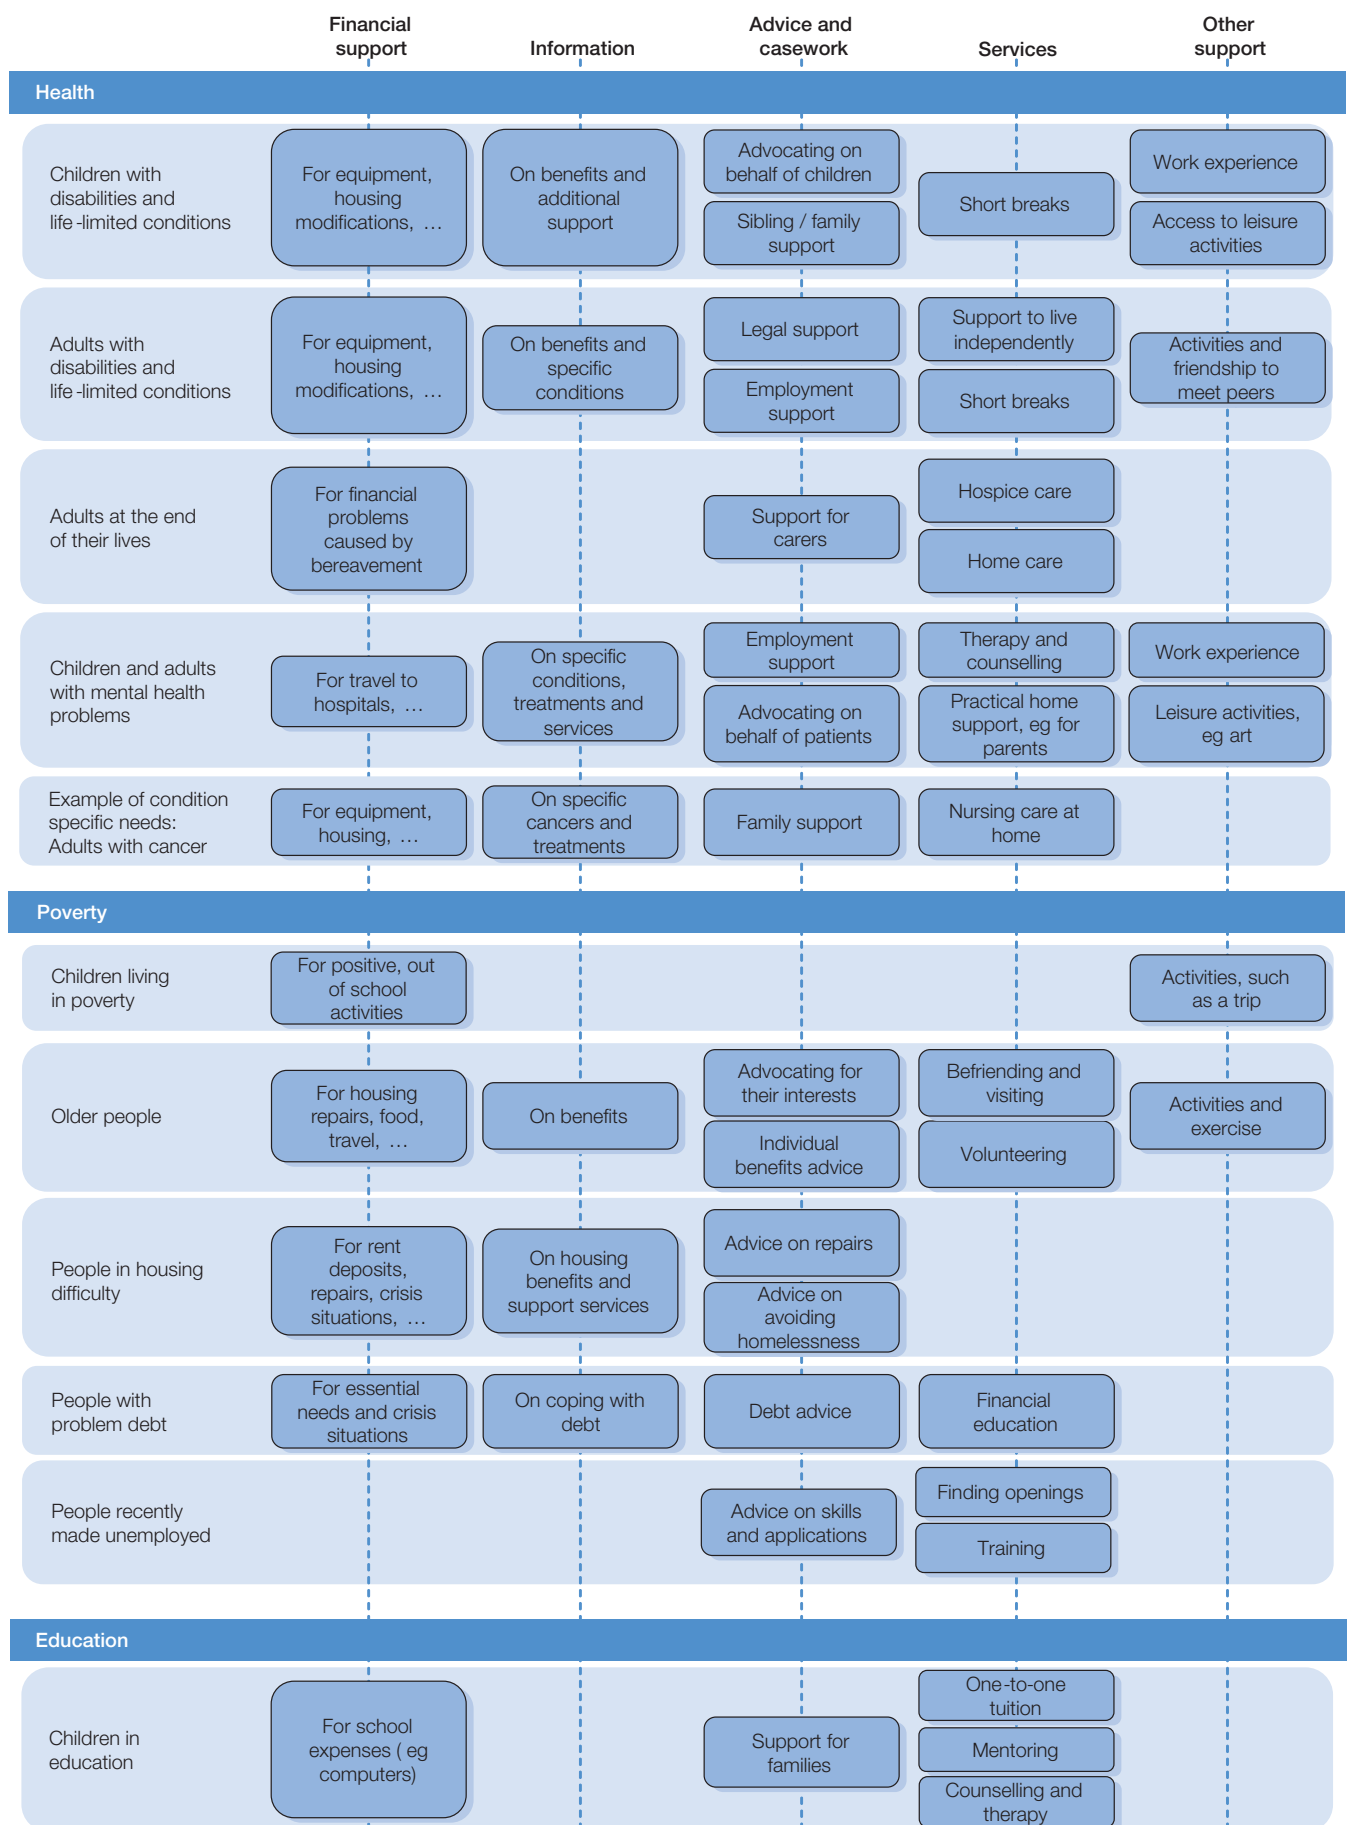 Financial
support
Information
Advice and
casework
Services
Other
support
Health
Children with
disabilities and
life-limited conditions
For equipment,
housing
modifications, ...
On benefits and
additional
support
Advocating on
behalf of children
Sibling / family
support
Short breaks
Work experience
Access to leisure
activities
Adults with
disabilities and
life-limited conditions
For equipment,
housing
modifications, ...
On benefits and
specific
conditions
Legal support
Employment
support
Support to live
independently
Short breaks
Activities and
friendship to
meet peers
Adults at the end
of their lives
For financial
problems
caused by
bereavement
Support for
carers
Hospice care
Home care
Children and adults
with mental health
problems
For travel to
hospitals, ...
On specific
conditions,
treatments and
services
Employment
support
Advocating on
behalf of patients
Therapy and
counselling
Practical home
support, eg for
parents
Work experience
Leisure activities,
eg art
Example of condition
specific needs:
Adults with cancer
For equipment,
housing, ...
On specific
cancers and
treatments
Family support
Nursing care at
home
Poverty
Children living
in poverty
For positive, out
of school
activities
Activities, such
as a trip
Older people
For housing
repairs, food,
travel, ...
On benefits
Advocating for
their interests
Individual
benefits advice
Befriending and
visiting
Volunteering
Activities and
exercise
People in housing
difficulty
For rent
deposits,
repairs, crisis
situations, ...
On housing
benefits and
support services
Advice on repairs
Advice on
avoiding
homelessness
People with
problem debt
For essential
needs and crisis
situations
On coping with
debt
Debt advice
Financial
education
People recently
made unemployed
Advice on skills
and applications
Finding openings
Training
Education
Children in
education
For school
expenses ( eg
computers)
Support for
families
One-to-one
tuition
Mentoring
Counselling and
therapy